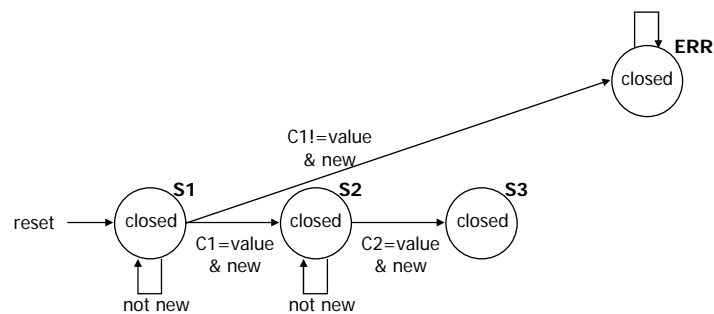 ERR
closed
C1!=value
& new
S1
S2
S3
reset
closed
closed
closed
C1=value
& new
C2=value
& new
not new
not new